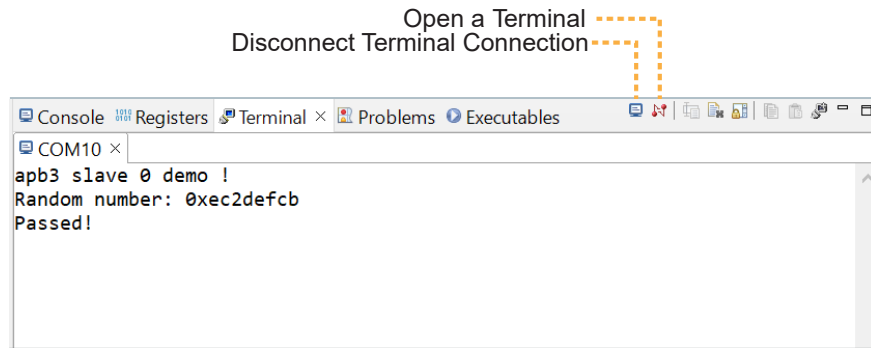 Open a Terminal
Disconnect Terminal Connection
Console Registers Terminal Problems Executables
COM10
apb3 slave 0 demo !
Random number: 0xec2defcb
Passed!